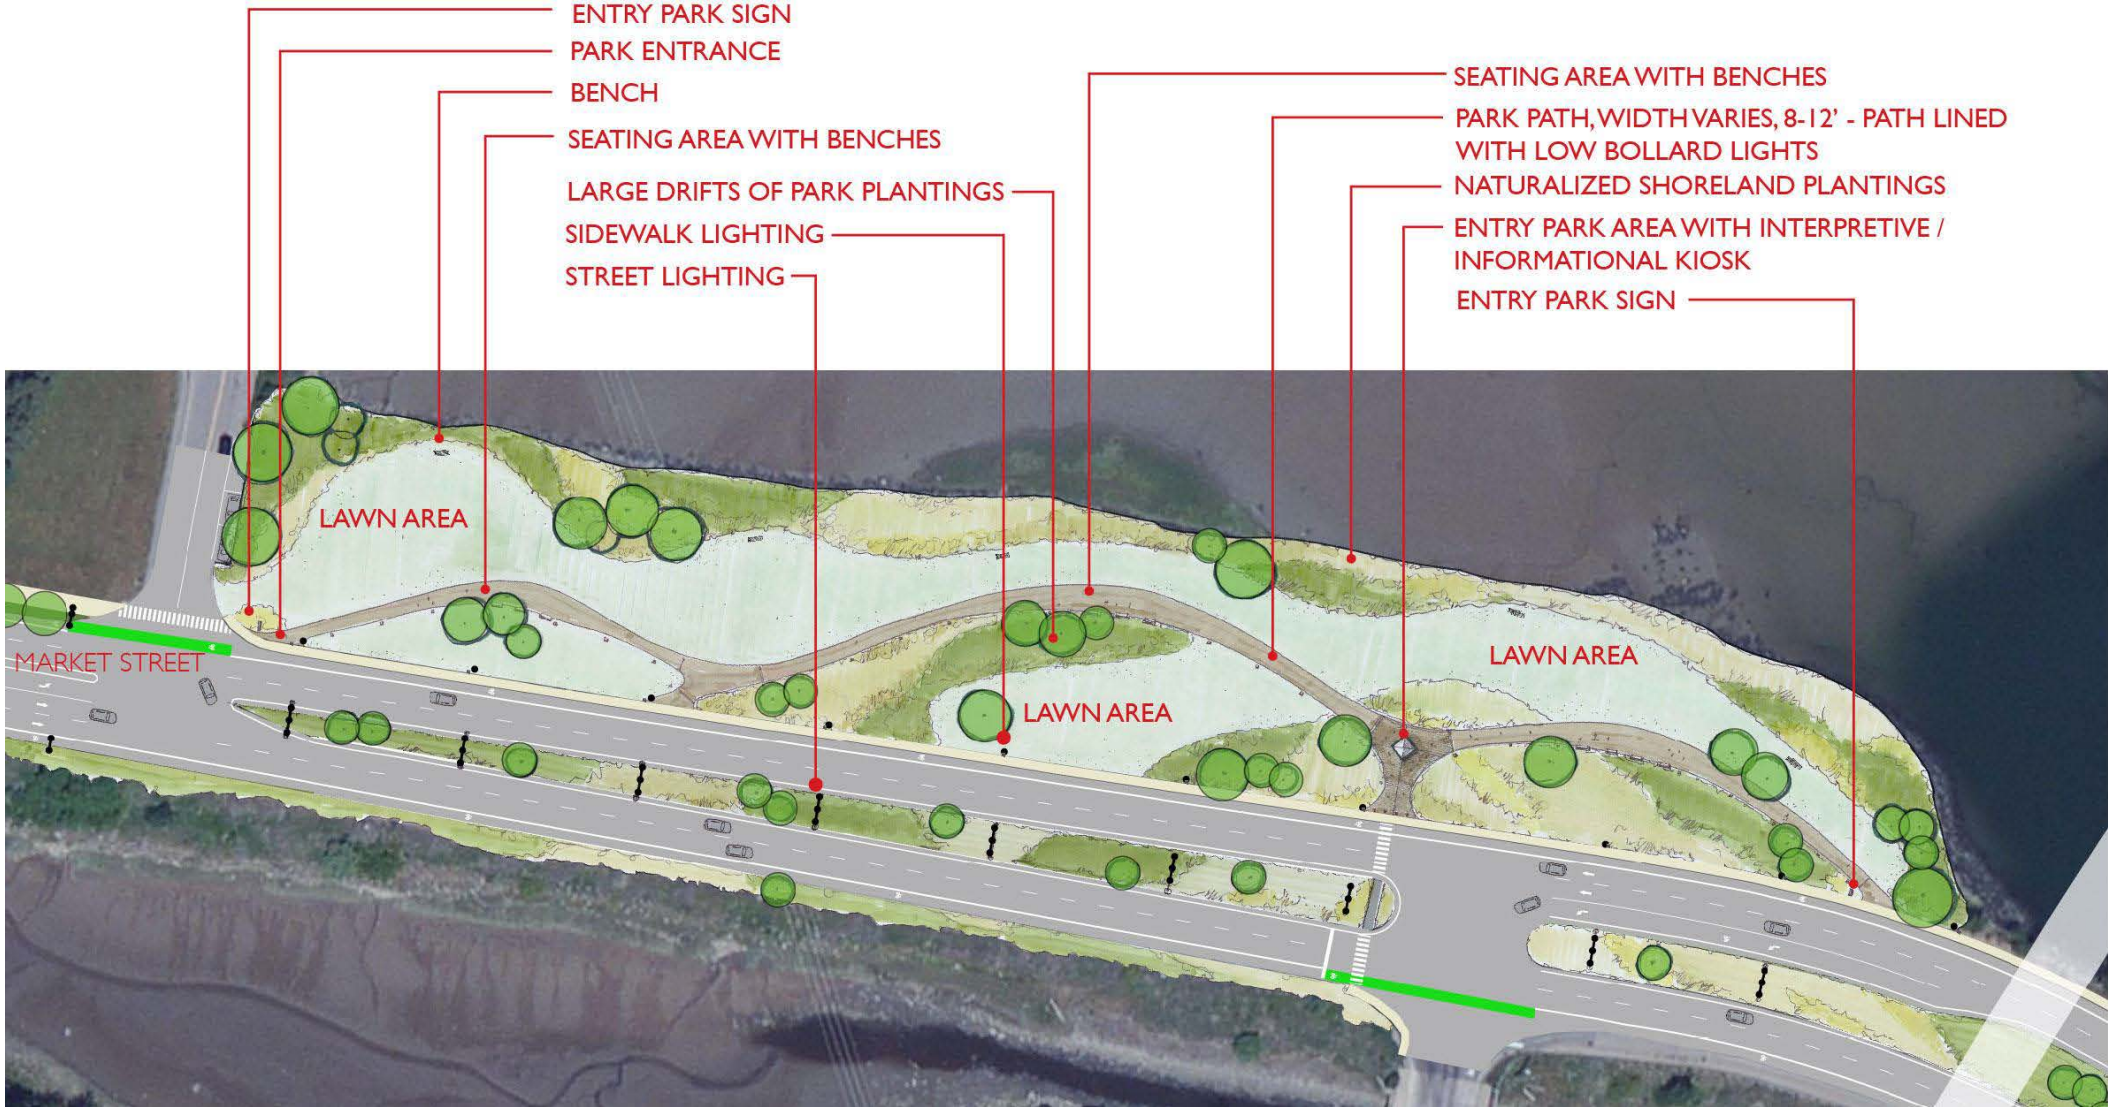 ENTRY PARK SIGN
PARK ENTRANCE
BENCH
SEATING AREA WITH BENCHES
LARGE DRIFTS OF PARK PLANTINGS
SIDEWALK LIGHTING
STREET LIGHTING
SEATING AREA WITH BENCHES
PARK PATH, WIDTH VARIES, 8-12' - PATH LINED
WITH LOW BOLLARD LIGHTS
NATURALIZED SHORELAND PLANTINGS
ENTRY PARK AREA WITH INTERPRETIVE /
INFORMATIONAL KIOSK
ENTRY PARK SIGN
LAWN AREA
LAWN AREA
LAWN AREA
MARKET STREET